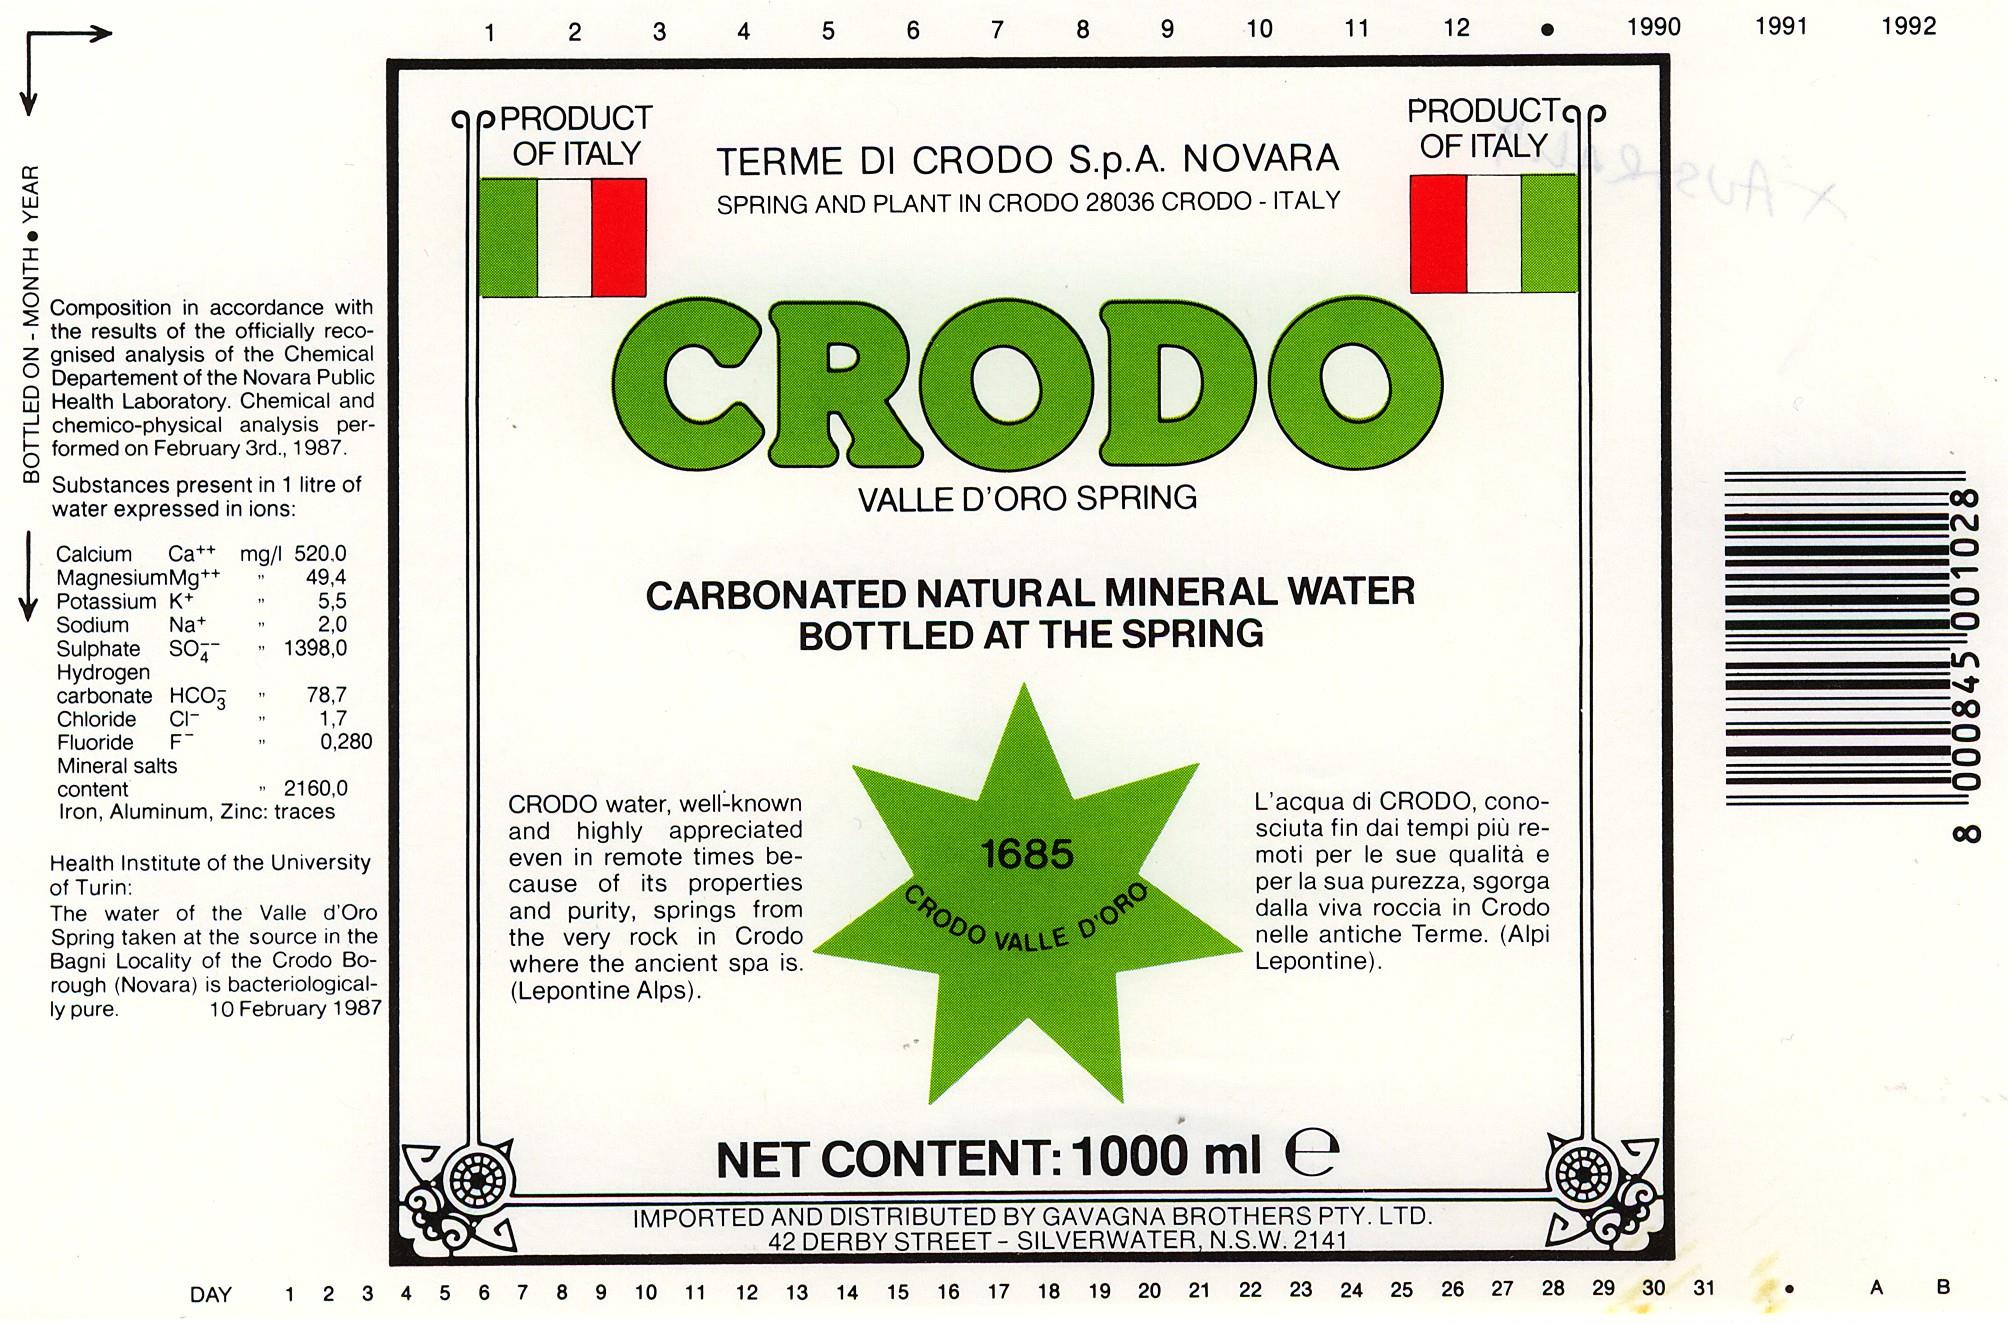 1 2 3 4 5 6 7 8 9 10 11 12 • 1990 1991 1992
BOTTLED ON - MONTH • YEAR
Composition in accordance with
the results of the officially reco-
gnised analysis of the Chemical
Departement of the Novara Public
Health Laboratory. Chemical and
chemico-physical analysis per-
formed on February 3rd., 1987.
Substances present in 1 litre of
water expressed in ions:
Calcium Ca++ mg/l 520.0
Magnesium Mg++ " 49,4
Potassium K+ " 5,5
Sodium Na+ " 2,0
Sulphate SO4-- " 1398,0
Hydrogen
carbonate HCO3- " 78,7
Chloride Cl- " 1,7
Fluoride F- " 0,280
Mineral salts
content " 2160,0
Iron, Aluminum, Zinc: traces
Health Institute of the University
of Turin:
The water of the Valle d'Oro
Spring taken at the source in the
Bagni Locality of the Crodo Bo-
rough (Novara) is bacteriological-
ly pure. 10 February 1987
PRODUCT
OF ITALY
TERME DI CRODO S.p.A. NOVARA
SPRING AND PLANT IN CRODO 28036 CRODO - ITALY
PRODUCT
OF ITALY
CRODO
VALLE D'ORO SPRING
CARBONATED NATURAL MINERAL WATER
BOTTLED AT THE SPRING
CRODO water, well-known
and highly appreciated
even in remote times be-
cause of its properties
and purity, springs from
the very rock in Crodo
where the ancient spa is.
(Lepontine Alps).
1685
CRODO VALLE D'ORO
L'acqua di CRODO, cono-
sciuta fin dai tempi più re-
moti per le sue qualità e
per la sua purezza, sgorga
dalla viva roccia in Crodo
nelle antiche Terme. (Alpi
Lepontine).
NET CONTENT: 1000 ml ℮
IMPORTED AND DISTRIBUTED BY GAVAGNA BROTHERS PTY. LTD.
42 DERBY STREET - SILVERWATER, N.S.W. 2141
8 000845 001028
DAY 1 2 3 4 5 6 7 8 9 10 11 12 13 14 15 16 17 18 19 20 21 22 23 24 25 26 27 28 29 30 31 • A B